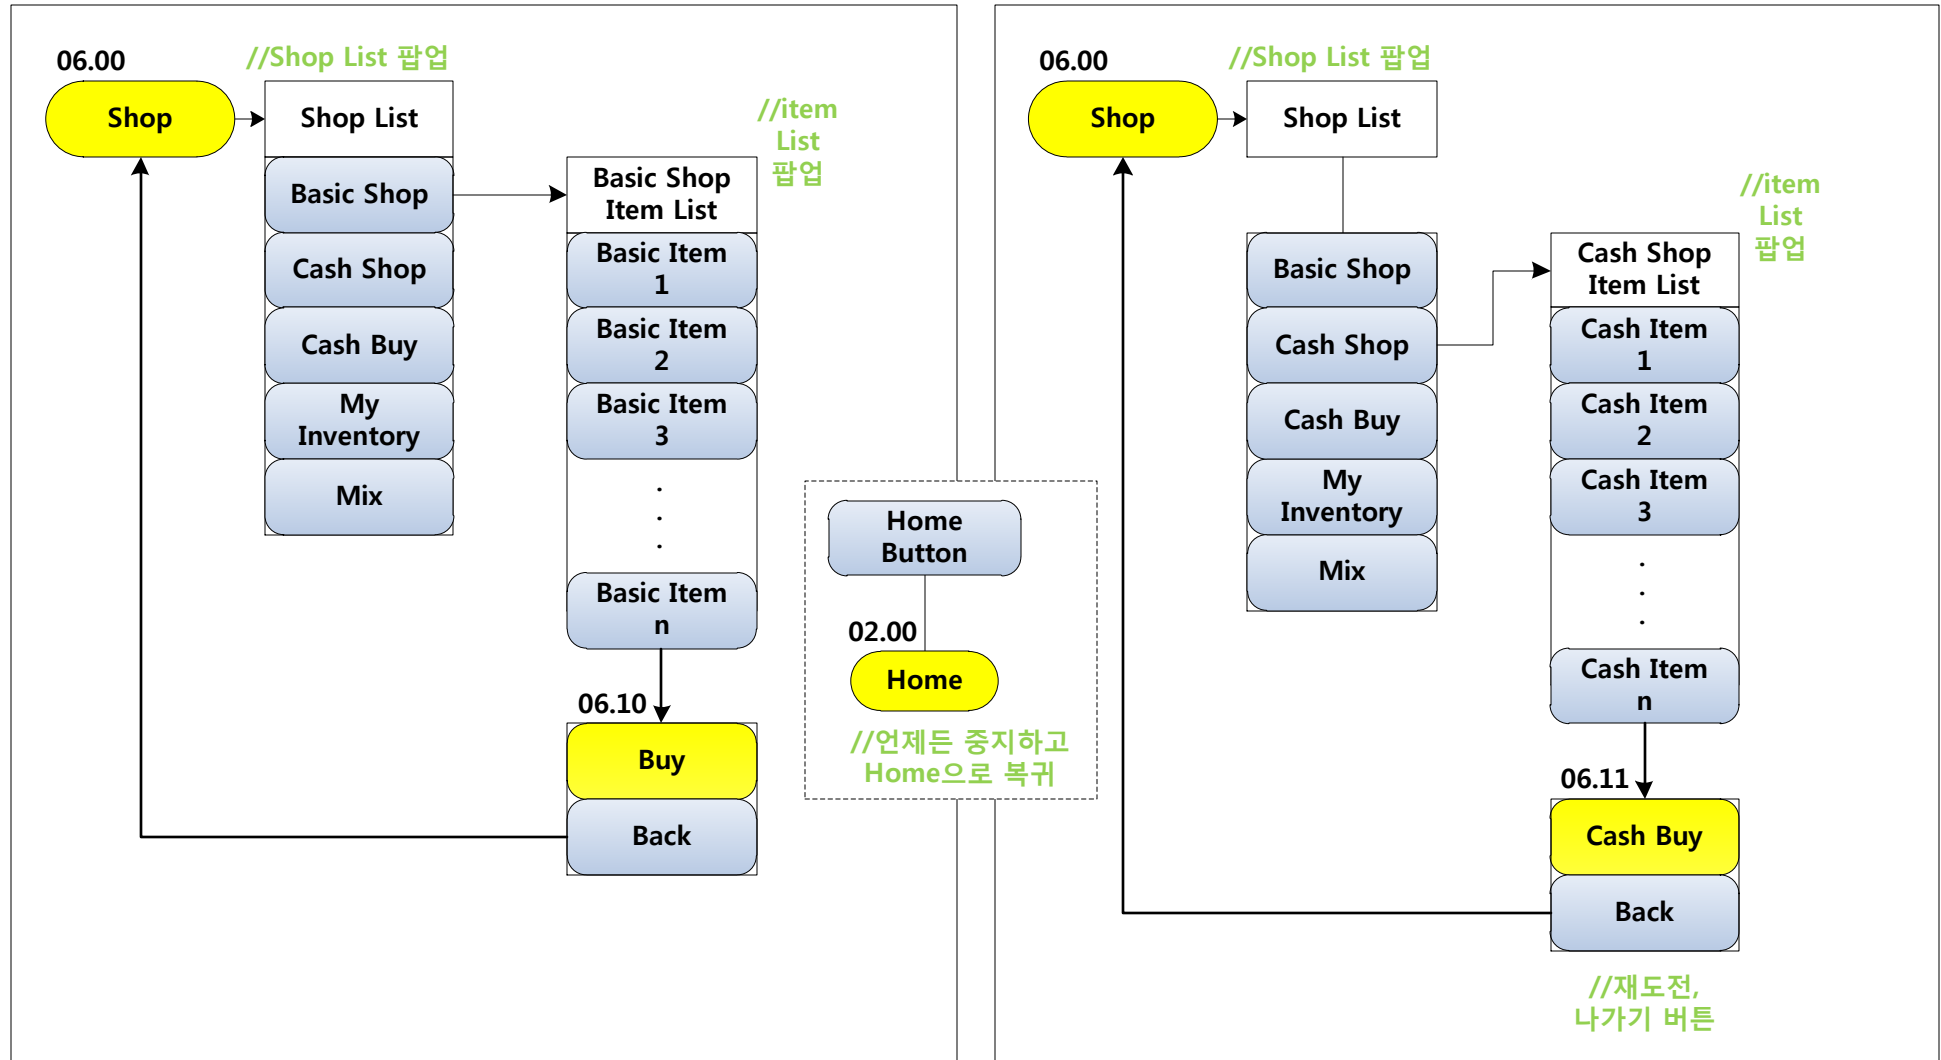 06.00
//Shop List 팝업
Shop
Shop List
//item
List
팝업
Basic Shop
Cash Shop
Cash Buy
My
Inventory
Mix
Basic Shop
Item List
Basic Item
1
Basic Item
2
Basic Item
3
.
.
.
Basic Item
n
06.10
Buy
Back
Home
Button
02.00
Home
//언제든 중지하고
Home으로 복귀
06.00
//Shop List 팝업
Shop
Shop List
//item
List
팝업
Basic Shop
Cash Shop
Cash Buy
My
Inventory
Mix
Cash Shop
Item List
Cash Item
1
Cash Item
2
Cash Item
3
.
.
.
Cash Item
n
06.11
Cash Buy
Back
//재도전,
나가기 버튼